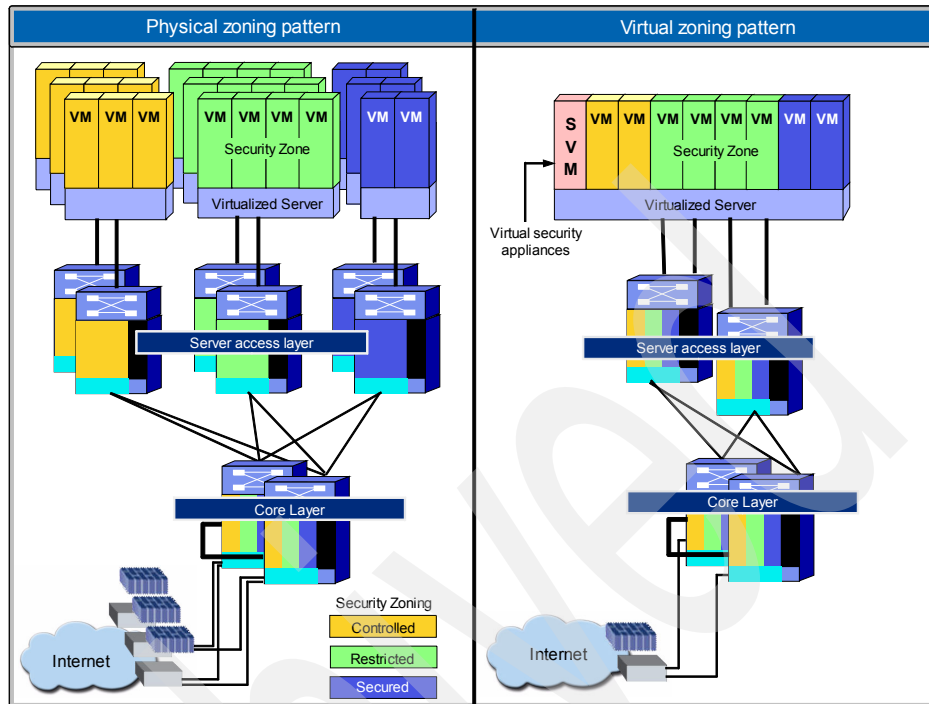 Physical zoning pattern
Virtual zoning pattern
VM VM VM
VM VM VM VM
VM VM
Security Zone
Virtualized Server
Server access layer
Core Layer
Internet
Security Zoning
Controlled
Restricted
Secured
S
V
M
VM VM VM VM VM VM VM VM
Security Zone
Virtualized Server
Virtual security
appliances
Server access layer
Core Layer
Internet